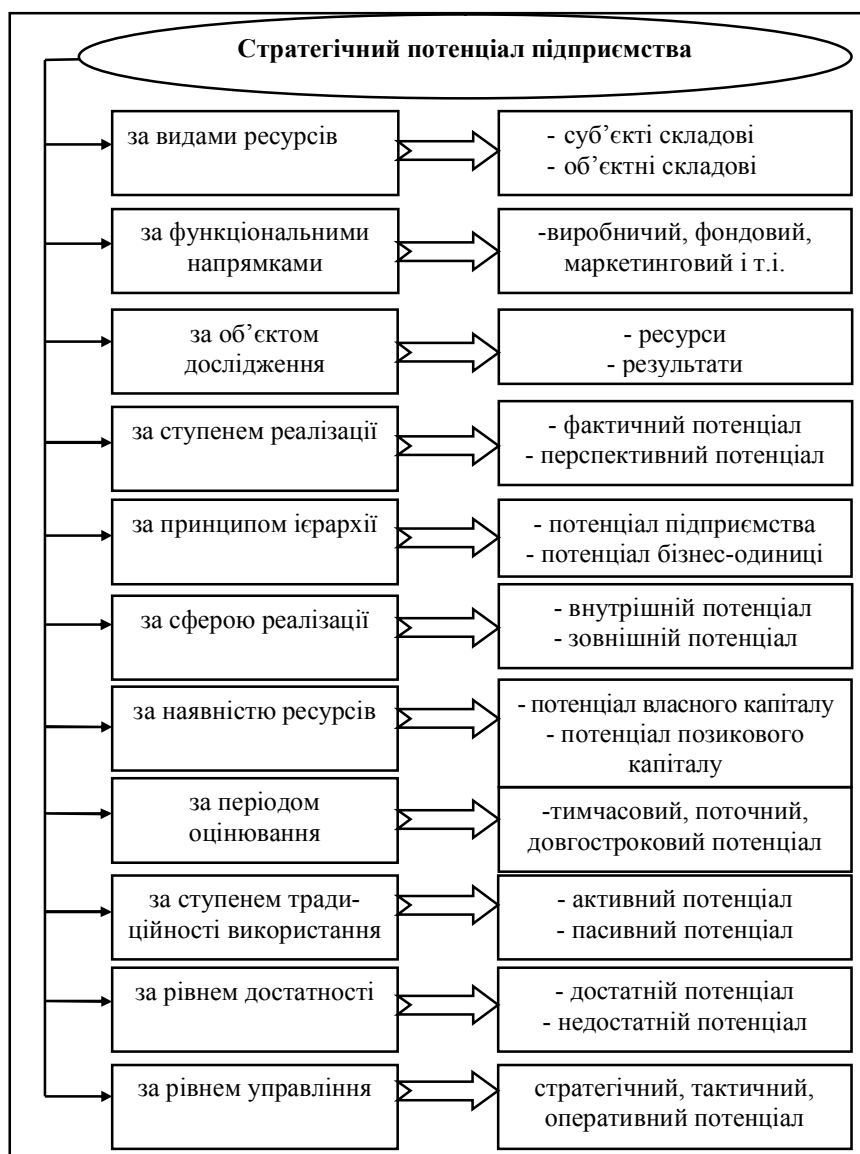 Стратегічний потенціал підприємства
за видами ресурсів
- суб’єкті складові
- об’єктні складові
за функціональними
напрямками
-виробничий, фондовий,
маркетинговий і т.і.
за об’єктом
дослідження
- ресурси
- результати
за ступенем реалізації
- фактичний потенціал
- перспективний потенціал
за принципом ієрархії
- потенціал підприємства
- потенціал бізнес-одиниці
за сферою реалізації
- внутрішній потенціал
- зовнішній потенціал
за наявністю ресурсів
- потенціал власного капіталу
- потенціал позикового
капіталу
за періодом
оцінювання
-тимчасовий, поточний,
довгостроковий потенціал
за ступенем тради-
ційності використання
- активний потенціал
- пасивний потенціал
за рівнем достатності
- достатній потенціал
- недостатній потенціал
за рівнем управління
стратегічний, тактичний,
оперативний потенціал